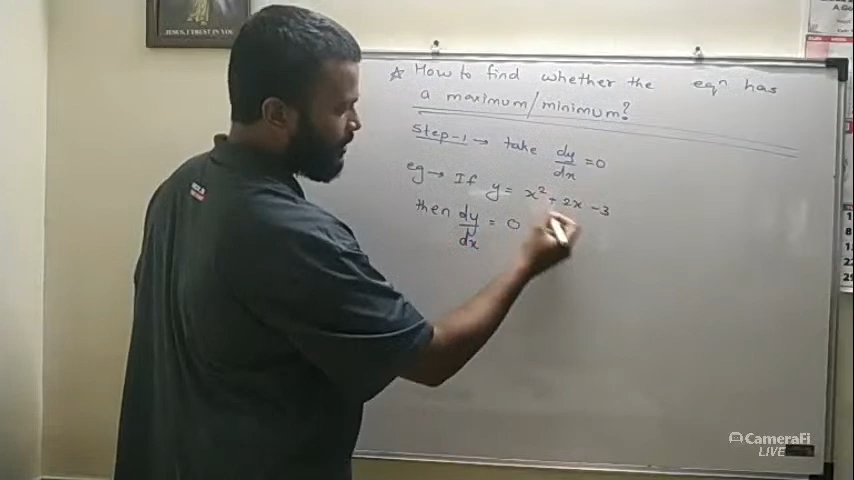 JESUS, I TRUST IN YOU
☆ How to find whether the eqⁿ has
a maximum/minimum?
Step-1 → take dy/dx = 0
eg → If y = x² + 2x - 3
then dy/dx = 0
CameraFi
LIVE